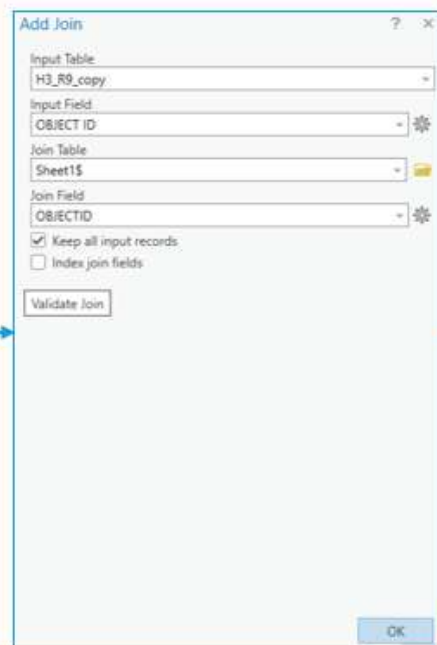 Add Join ? ×
Input Table
H3_R9_copy
Input Field
OBJECT ID
Join Table
Sheet1$
Join Field
OBJECTID
Keep all input records
Index join fields
Validate Join
OK